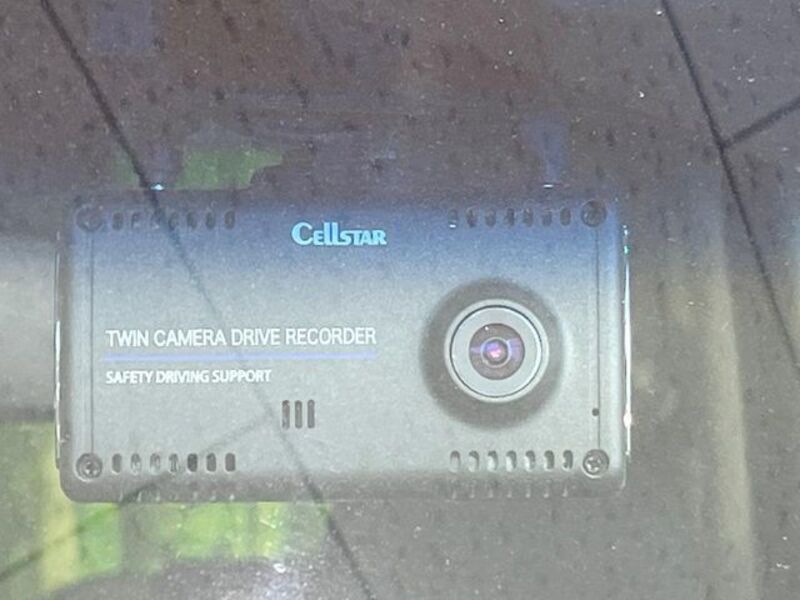 CELLSTAR
TWIN CAMERA DRIVE RECORDER
SAFETY DRIVING SUPPORT